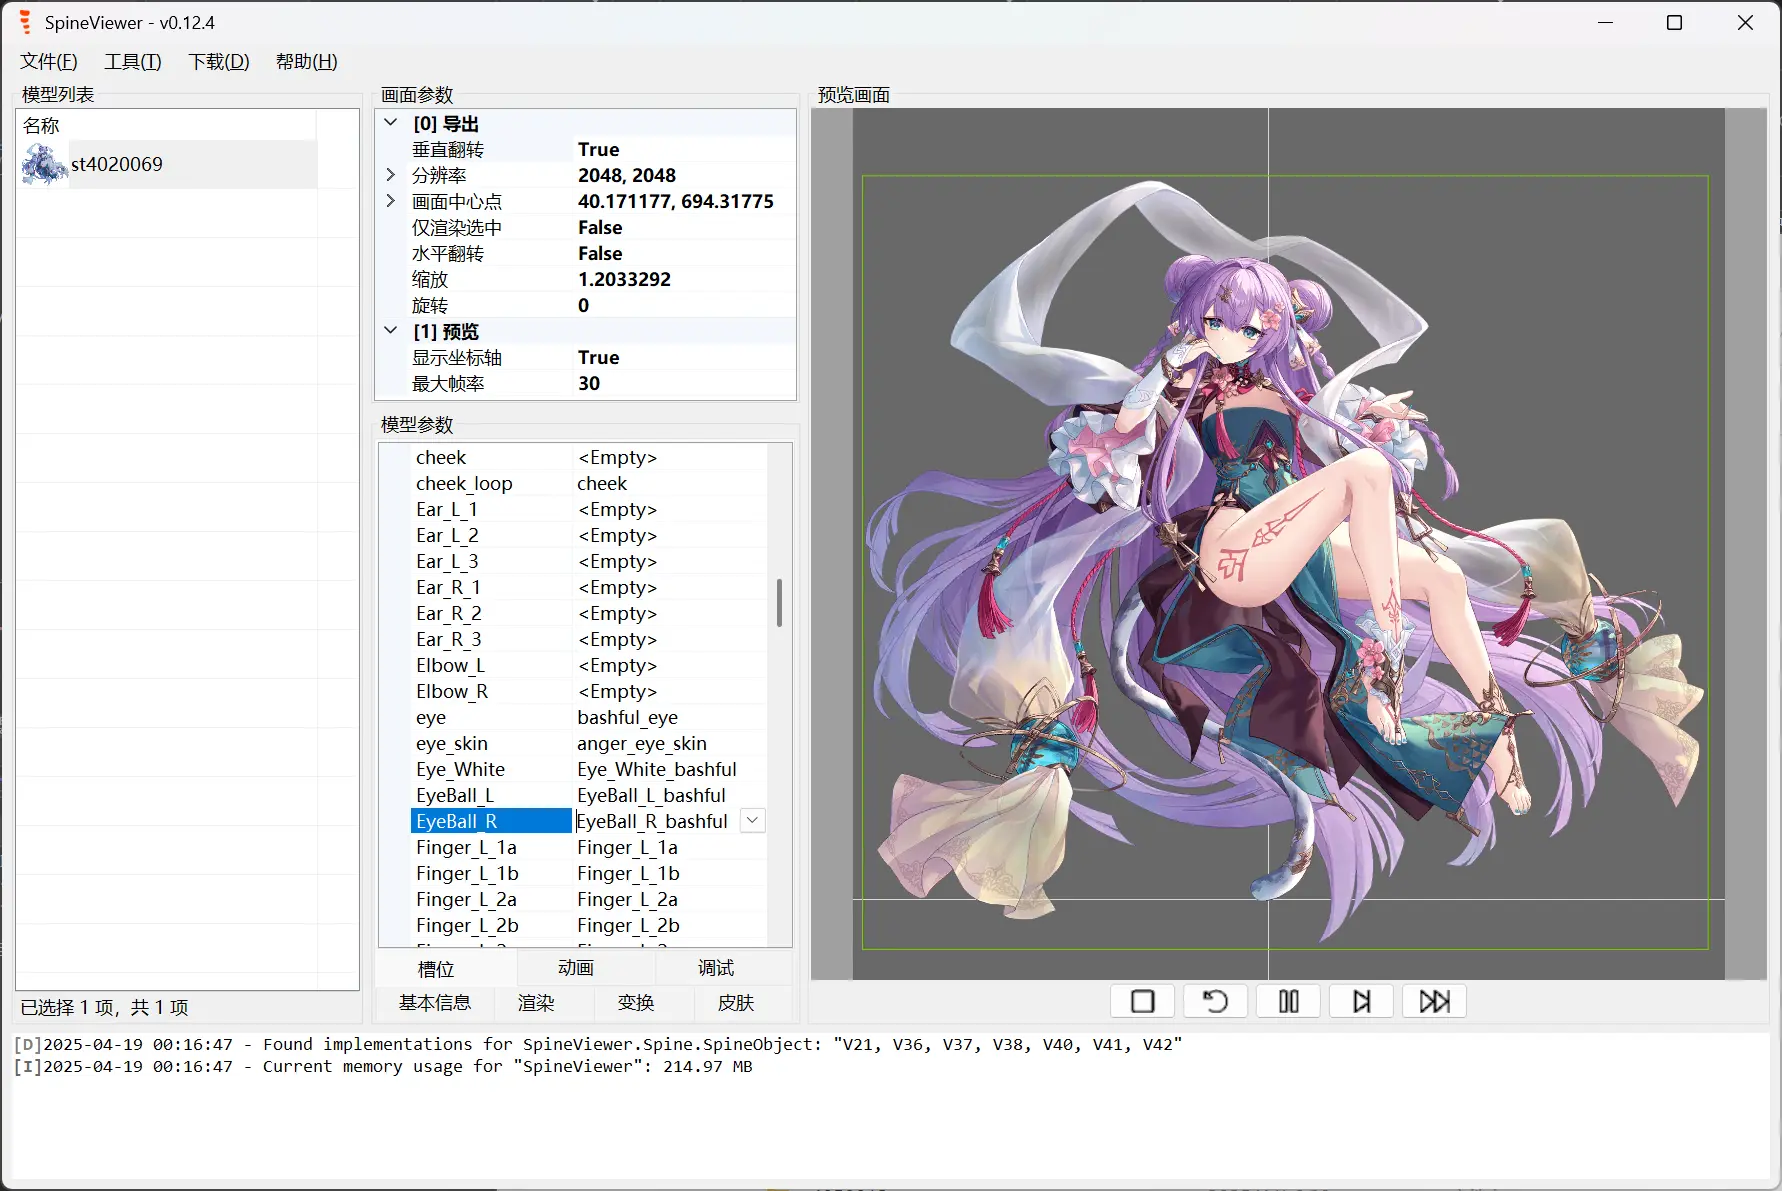 SpineViewer - v0.12.4
文件(F) 工具(T) 下载(D) 帮助(H)
模型列表
名称
st4020069
已选择 1 项，共 1 项
画面参数
[0] 导出
垂直翻转 True
分辨率 2048, 2048
画面中心点 40.171177, 694.31775
仅渲染选中 False
水平翻转 False
缩放 1.2033292
旋转 0
[1] 预览
显示坐标轴 True
最大帧率 30
模型参数
cheek <Empty>
cheek_loop cheek
Ear_L_1 <Empty>
Ear_L_2 <Empty>
Ear_L_3 <Empty>
Ear_R_1 <Empty>
Ear_R_2 <Empty>
Ear_R_3 <Empty>
Elbow_L <Empty>
Elbow_R <Empty>
eye bashful_eye
eye_skin anger_eye_skin
Eye_White Eye_White_bashful
EyeBall_L EyeBall_L_bashful
EyeBall_R EyeBall_R_bashful
Finger_L_1a Finger_L_1a
Finger_L_1b Finger_L_1b
Finger_L_2a Finger_L_2a
Finger_L_2b Finger_L_2b
槽位 动画 调试
基本信息 渲染 变换 皮肤
预览画面
[D]2025-04-19 00:16:47 - Found implementations for SpineViewer.Spine.SpineObject: "V21, V36, V37, V38, V40, V41, V42"
[I]2025-04-19 00:16:47 - Current memory usage for "SpineViewer": 214.97 MB